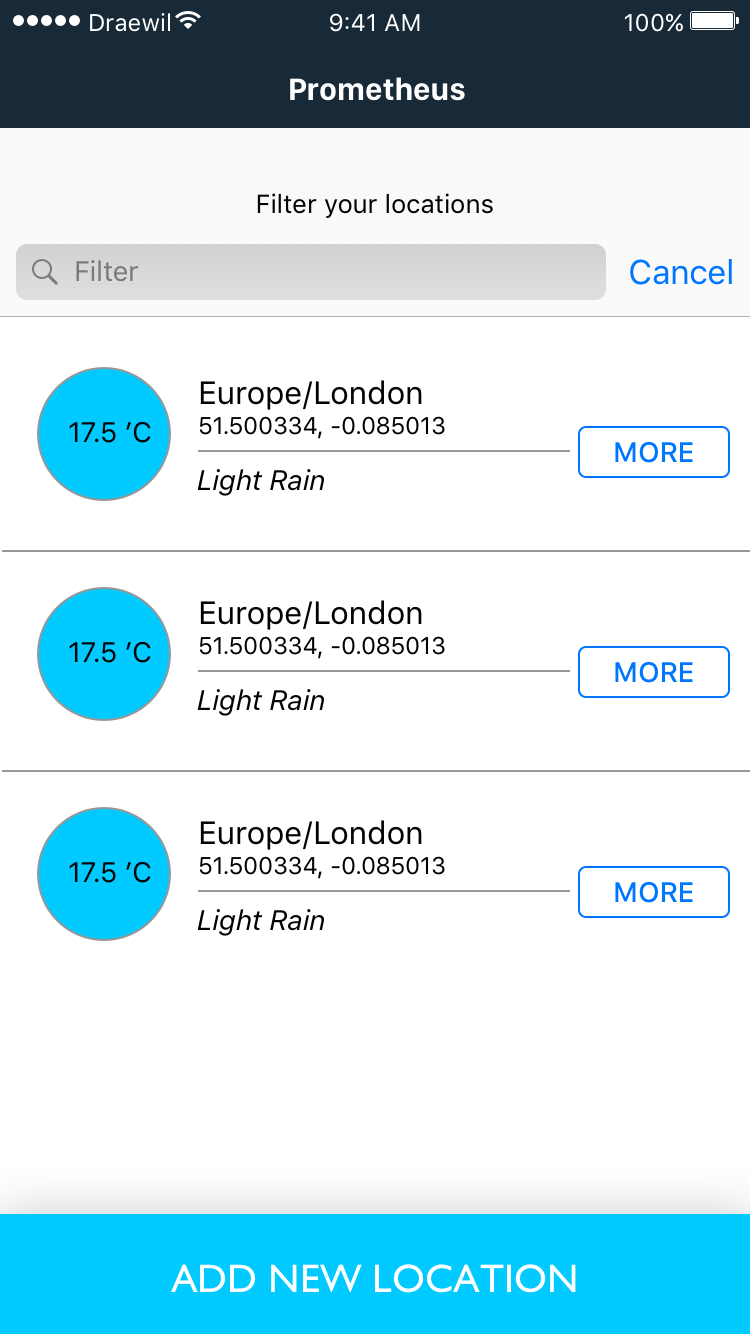 Draewil 9:41 AM 100%
Prometheus
Filter your locations
Filter Cancel
Europe/London
17.5 ’C 51.500334, -0.085013
MORE
Light Rain
Europe/London
17.5 ’C 51.500334, -0.085013
MORE
Light Rain
Europe/London
17.5 ’C 51.500334, -0.085013
MORE
Light Rain
ADD NEW LOCATION